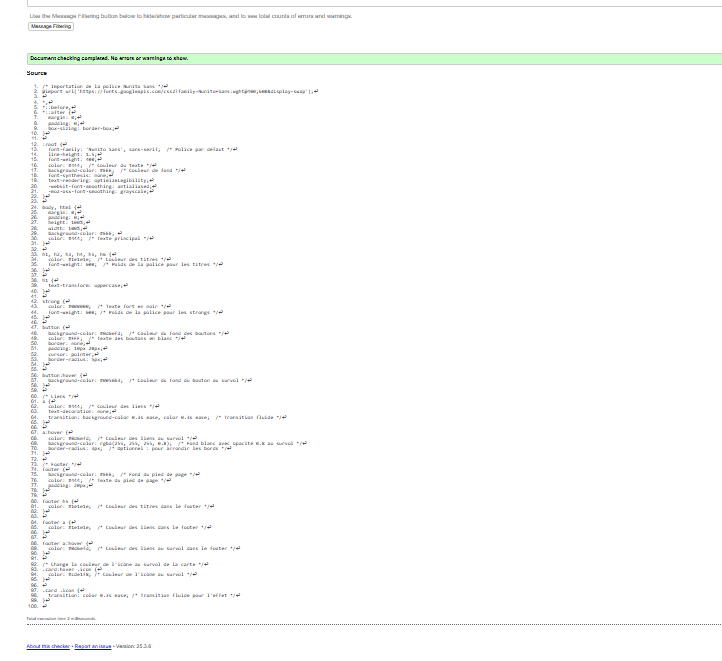 Use the Message Filtering button below to hide/show particular messages, and to see total counts of errors and warnings.
Message Filtering
Document checking completed. No errors or warnings to show.
Source
1. /* Importation de la police Nunito Sans */↩
2. @import url('https://fonts.googleapis.com/css2?family=Nunito+Sans:wght@400;600&display=swap');↩
3. ↩
4. *,↩
5. *::before,↩
6. *::after {↩
7. margin: 0;↩
8. padding: 0;↩
9. box-sizing: border-box;↩
10. }↩
11. ↩
12. :root {↩
13. font-family: 'Nunito Sans', sans-serif; /* Police par défaut */↩
14. line-height: 1.5;↩
15. font-weight: 400;↩
16. color: #444; /* Couleur du texte */↩
17. background-color: /* Couleur de fond */↩
18. font-synthesis: none;↩
19. text-rendering: optimizeLegibility;↩
20. -webkit-font-smoothing: antialiased;↩
21. -moz-osx-font-smoothing: grayscale;↩
22. }↩
23. ↩
24. body, html {↩
25. margin: 0;↩
26. padding: 0;↩
27. height: 100%;↩
28. width: 100%;↩
29. background-color:
30. color: #444; /* Texte principal */↩
31. }↩
32. ↩
33. h1, h2, h3, h4, h5, h6 {↩
34. color: #1e1e1e; /* Couleur des titres */↩
35. font-weight: 600; /* Poids de la police pour les titres */↩
36. }↩
37. ↩
38. h1 {↩
39. text-transform: uppercase;↩
40. }↩
41. ↩
42. strong {↩
43. color: #000000; /* Texte fort en noir */↩
44. font-weight: 600; /* Poids de la police pour les strongs */↩
45. }↩
46. ↩
47. button {↩
48. background-color: /* Couleur du fond des boutons */↩
49. color: #fff; /* Texte des boutons en blanc */↩
50. border: none;↩
51. padding: 10px 20px;↩
52. cursor: pointer;↩
53. border-radius: 5px;↩
54. }↩
55. ↩
56. button:hover {↩
57. background-color: /* Couleur du fond du bouton au survol */↩
58. }↩
59. ↩
60. /* Liens */↩
61. a {↩
62. color: #444; /* Couleur des liens */↩
63. text-decoration: none;↩
64. transition: background-color 0.3s ease, color 0.3s ease; /* Transition fluide */↩
65. }↩
66. ↩
67. a:hover {↩
68. color: /* Couleur des liens au survol */↩
69. background-color: rgba(255, 255, 255, 0.8); /* Fond blanc avec opacité 0.8 au survol */↩
70. border-radius: /* Optionnel : pour arrondir les bords */↩
71. }↩
72. ↩
73. /* Footer */↩
74. footer {↩
75. background-color: /* Fond du pied de page */↩
76. color: #444; /* Texte du pied de page */↩
77. padding: 20px;↩
78. }↩
79. ↩
80. footer h5 {↩
81. color: #1e1e1e; /* Couleur des titres dans le footer */↩
82. }↩
83. ↩
84. footer a {↩
85. color: #1e1e1e; /* Couleur des liens dans le footer */↩
86. }↩
87. ↩
88. footer a:hover {↩
89. color: /* Couleur des liens au survol dans le footer */↩
90. }↩
91. ↩
92. /* Change la couleur de l'icône au survol de la carte */↩
93. .card:hover .icon {↩
94. color: /* Couleur de l'icône au survol */↩
95. }↩
96. ↩
97. .card .icon {↩
98. transition: color 0.3s ease; /* Transition fluide pour l'effet */↩
99. }↩
100. ↩
Total execution time 3 milliseconds.
About this checker • Report an issue • Version: 25.3.6